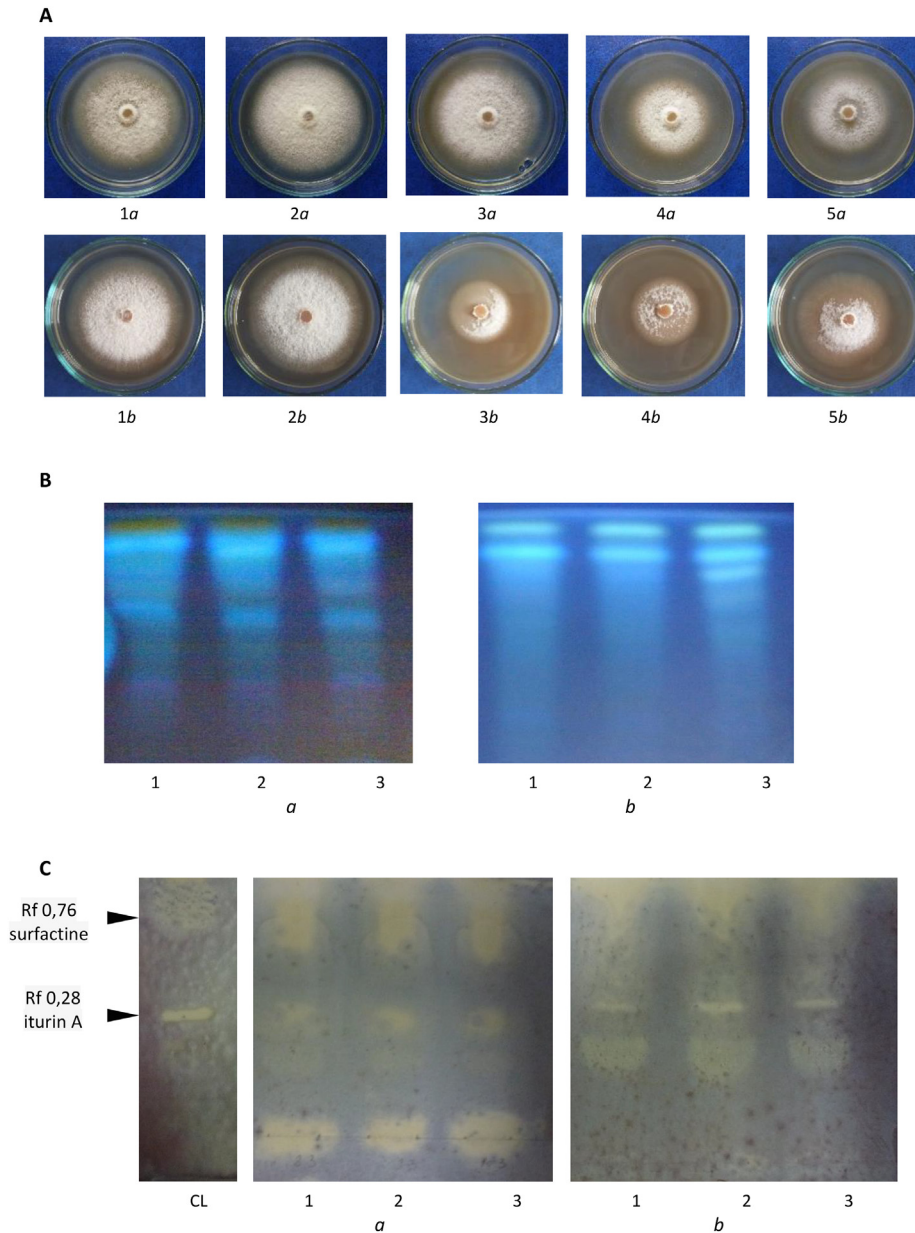 A
1a 2a 3a 4a 5a
1b 2b 3b 4b 5b
B
1 2 3 1 2 3
a b
C
Rf 0,76
surfactine
Rf 0,28
iturin A
CL 1 2 3 1 2 3
a b